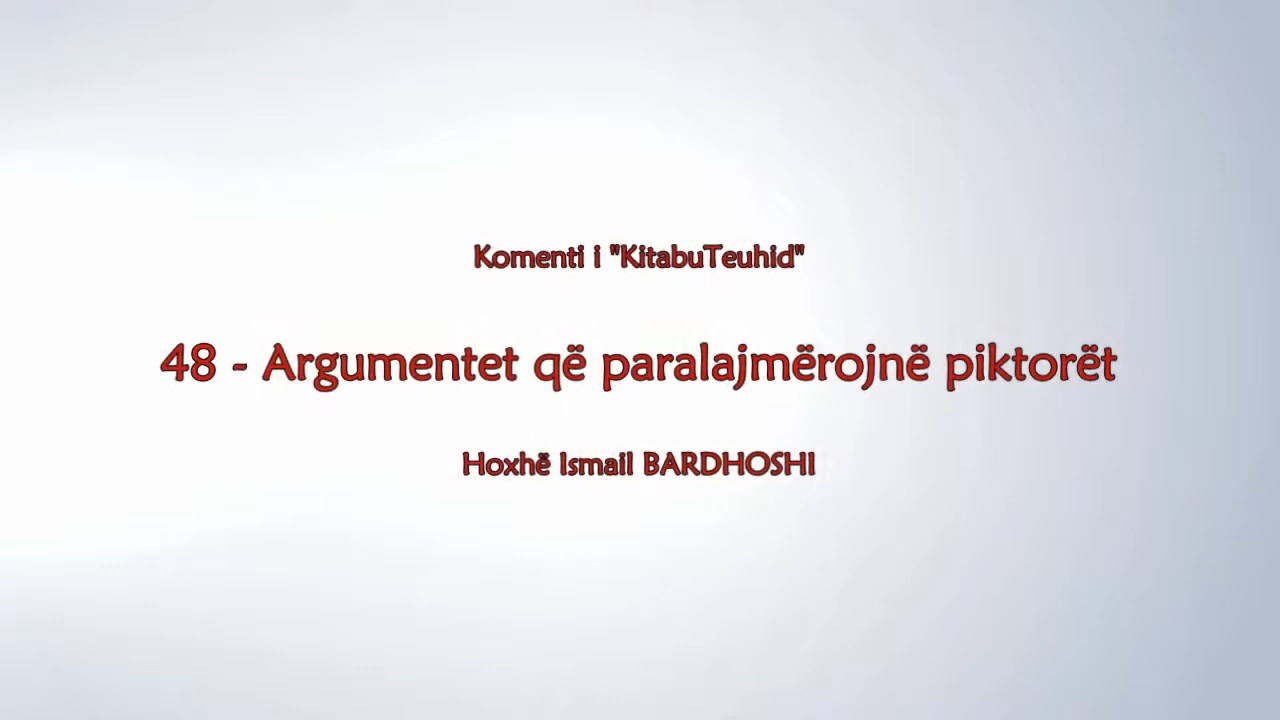 Komenti i "KitabuTeuhid"
48 - Argumentet që paralajmërojnë piktorët
Hoxhë Ismail BARDHOSHI